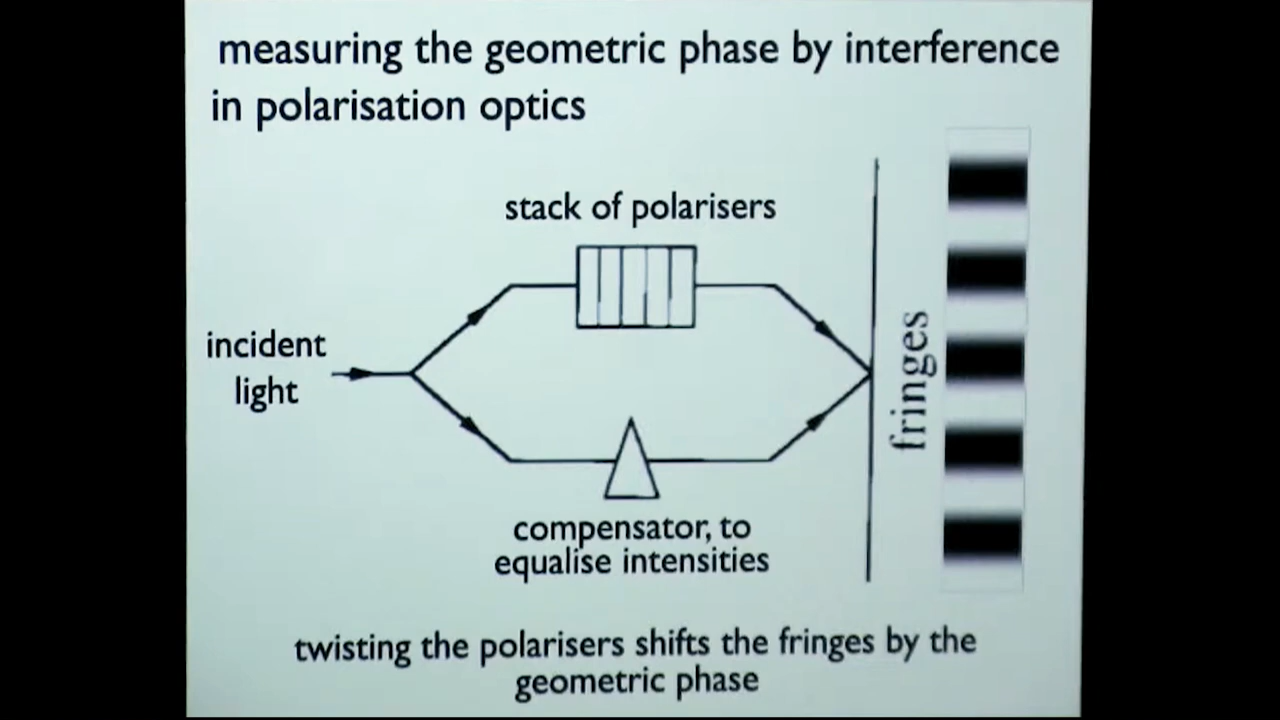 measuring the geometric phase by interference
in polarisation optics
stack of polarisers
incident
light
fringes
compensator, to
equalise intensities
twisting the polarisers shifts the fringes by the
geometric phase